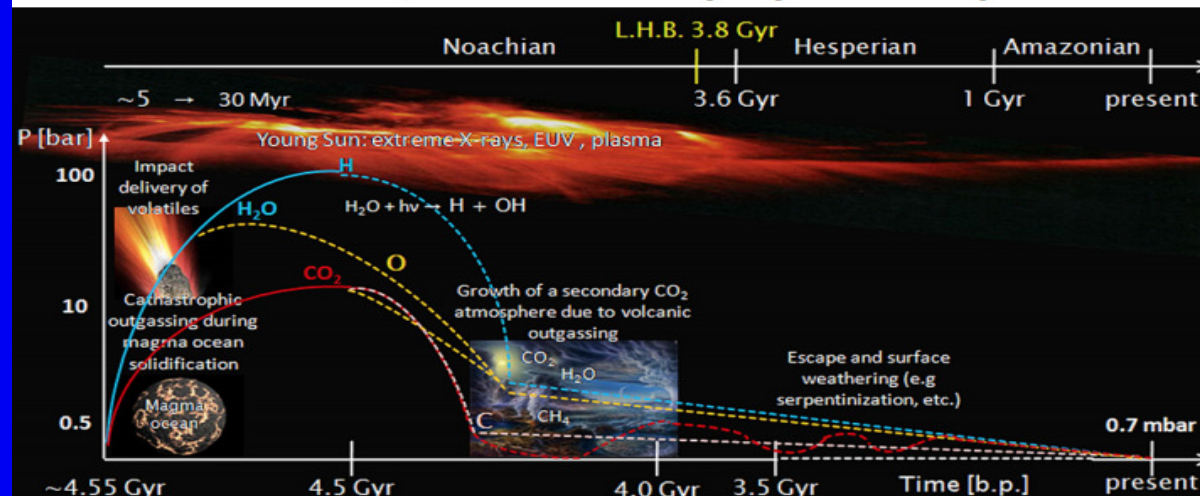 L.H.B. 3.8 Gyr
Noachian Hesperian Amazonian
~5 → 30 Myr 3.6 Gyr 1 Gyr present
P [bar]
Young Sun: extreme X-rays, EUV , plasma
100
Impact
delivery of
volatiles
H
H₂O
H₂O + hν → H + OH
CO₂
O
10
Cathastrophic
outgassing during
magma ocean
solidification
Growth of a secondary CO₂
atmosphere due to volcanic
outgassing
CO₂
H₂O
CH₄
Escape and surface
weathering (e.g
serpentinization, etc.)
Magma
ocean
0.5
C
0.7 mbar
~4.55 Gyr 4.5 Gyr 4.0 Gyr 3.5 Gyr Time [b.p.] present